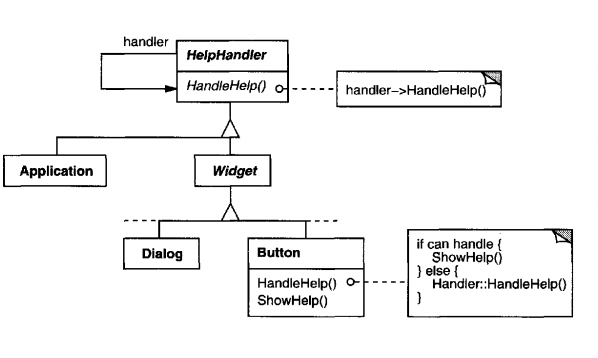 handler
HelpHandler
HandleHelp()
handler->HandleHelp()
Application
Widget
Dialog
Button
HandleHelp()
ShowHelp()
if can handle {
ShowHelp()
} else {
Handler::HandleHelp()
}